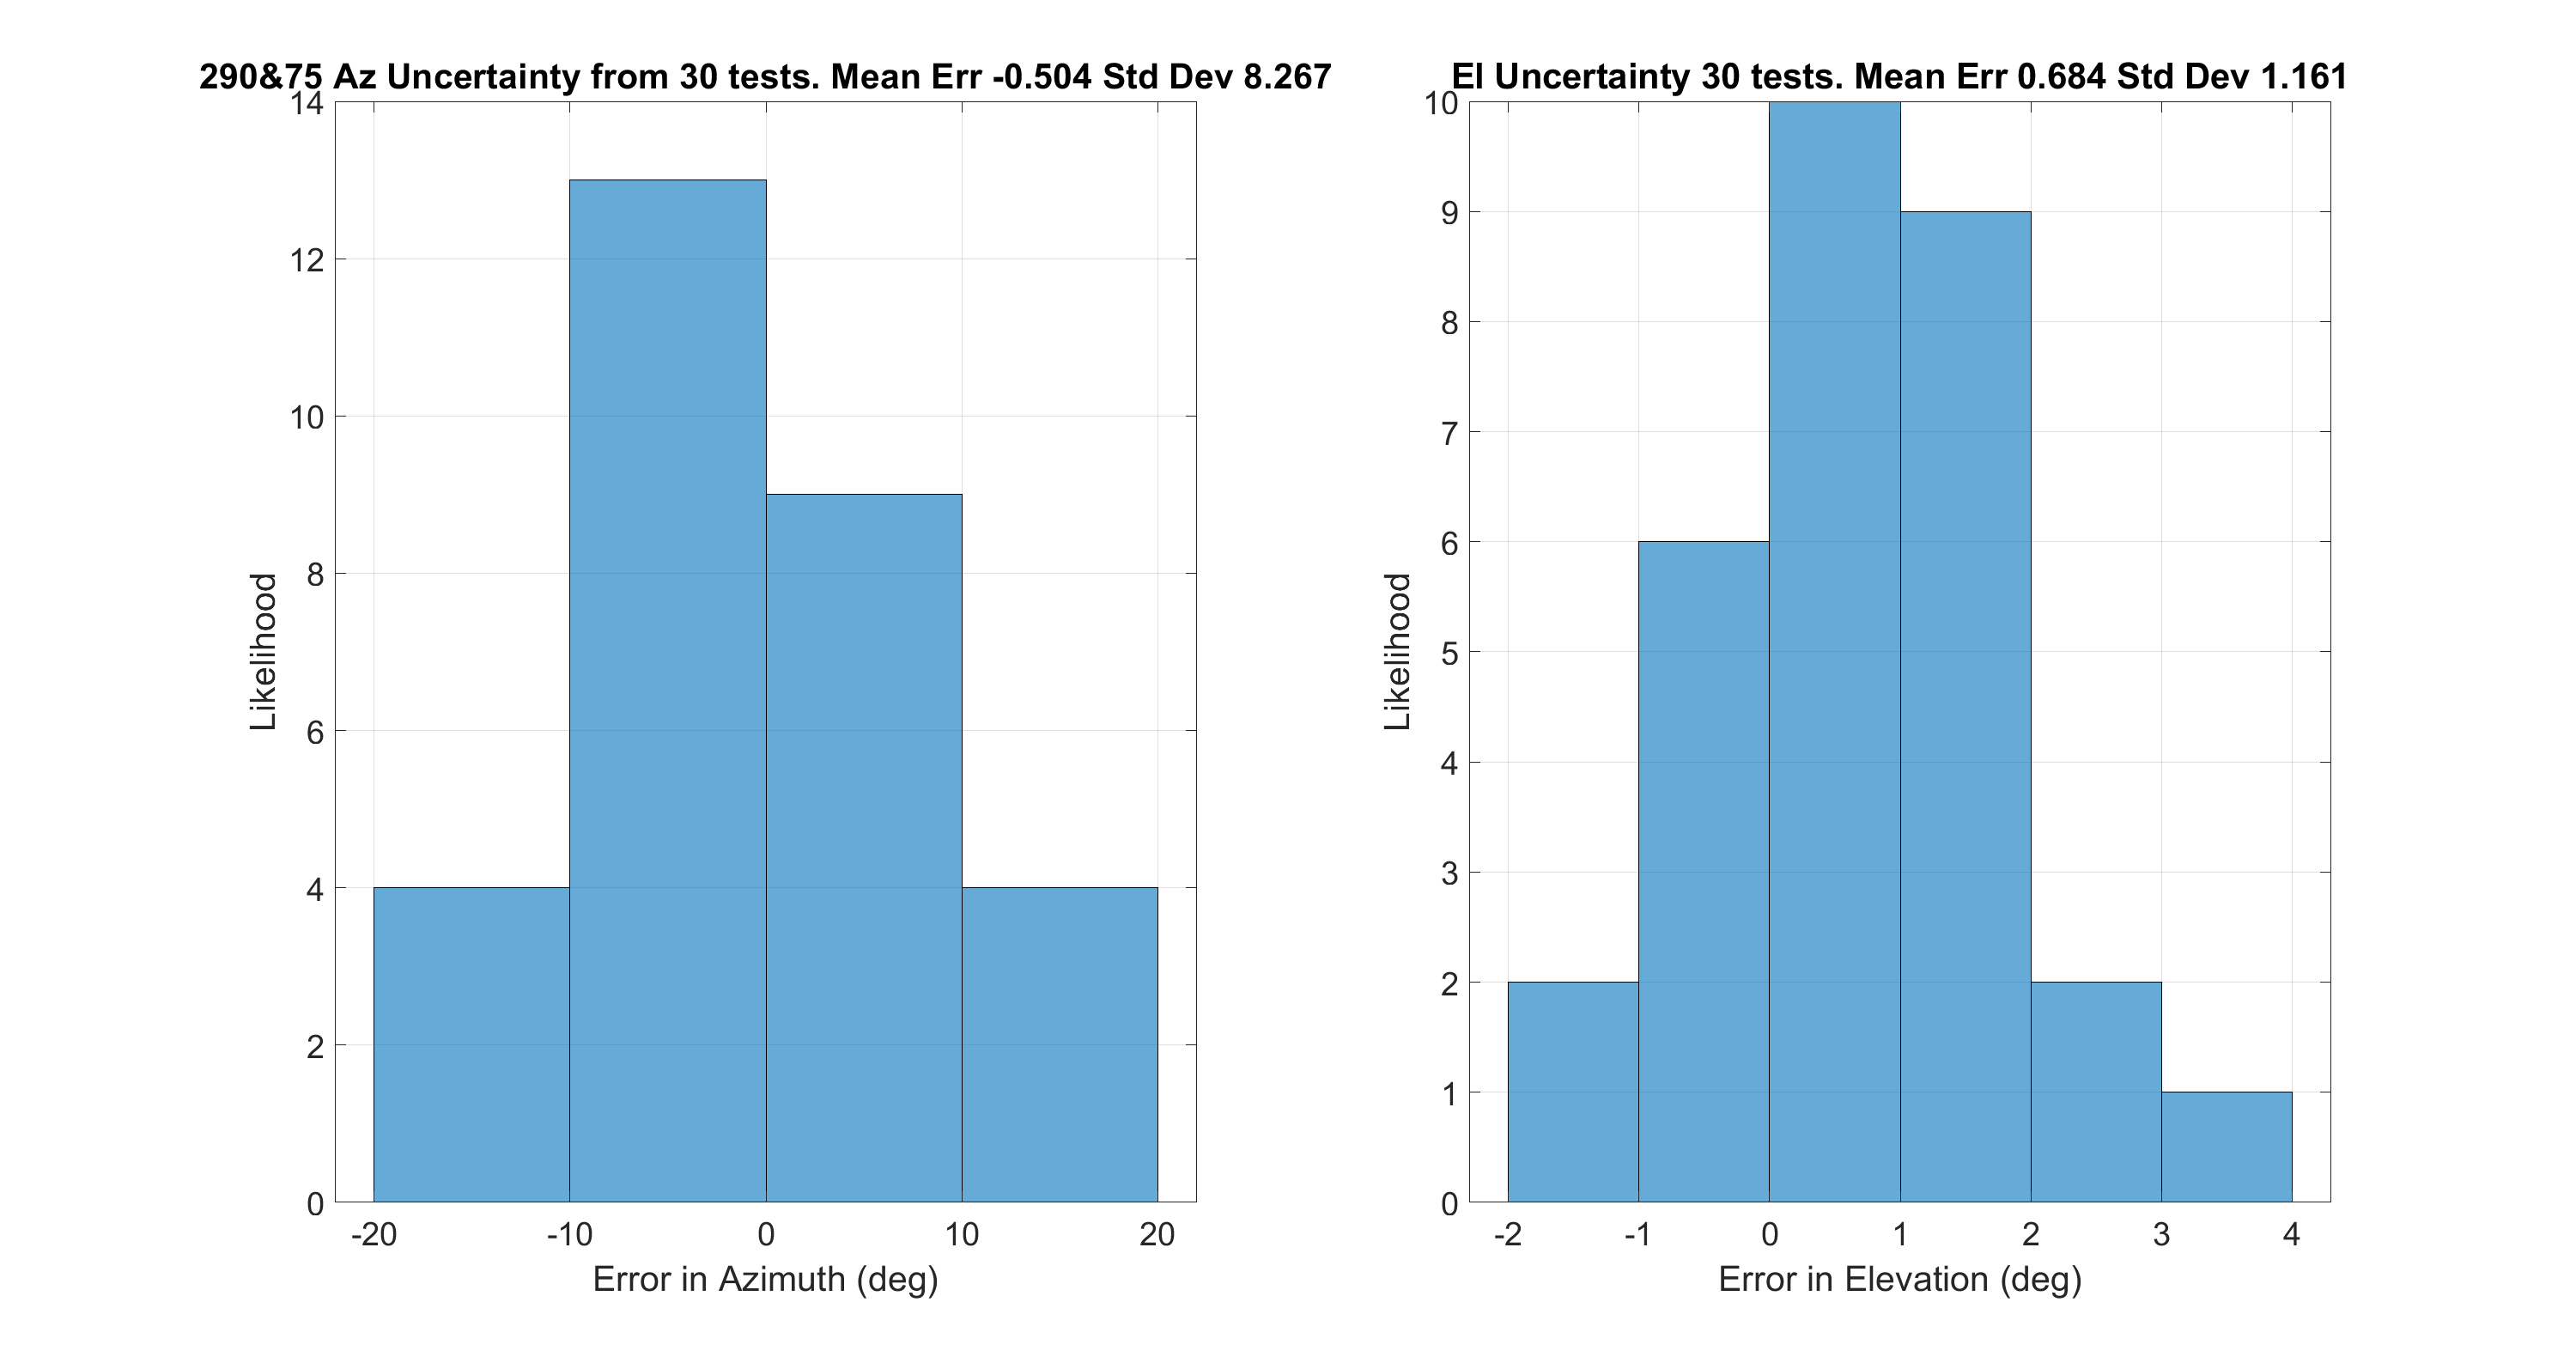 290&75 Az Uncertainty from 30 tests. Mean Err -0.504 Std Dev 8.267
14
12
10
8
6
4
2
0
Likelihood
-20 -10 0 10 20
Error in Azimuth (deg)
El Uncertainty 30 tests. Mean Err 0.684 Std Dev 1.161
10
9
8
7
6
5
4
3
2
1
0
Likelihood
-2 -1 0 1 2 3 4
Error in Elevation (deg)